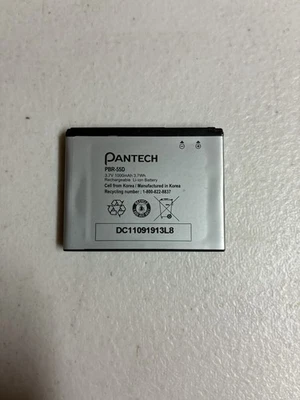 PANTECH
PBR-55D
3.7V 1000mAh 3.7Wh
Rechargeable Li-ion Battery
Cell from Korea / Made in Korea
Recycling number : 1-800-822-8837
DC11091913L8